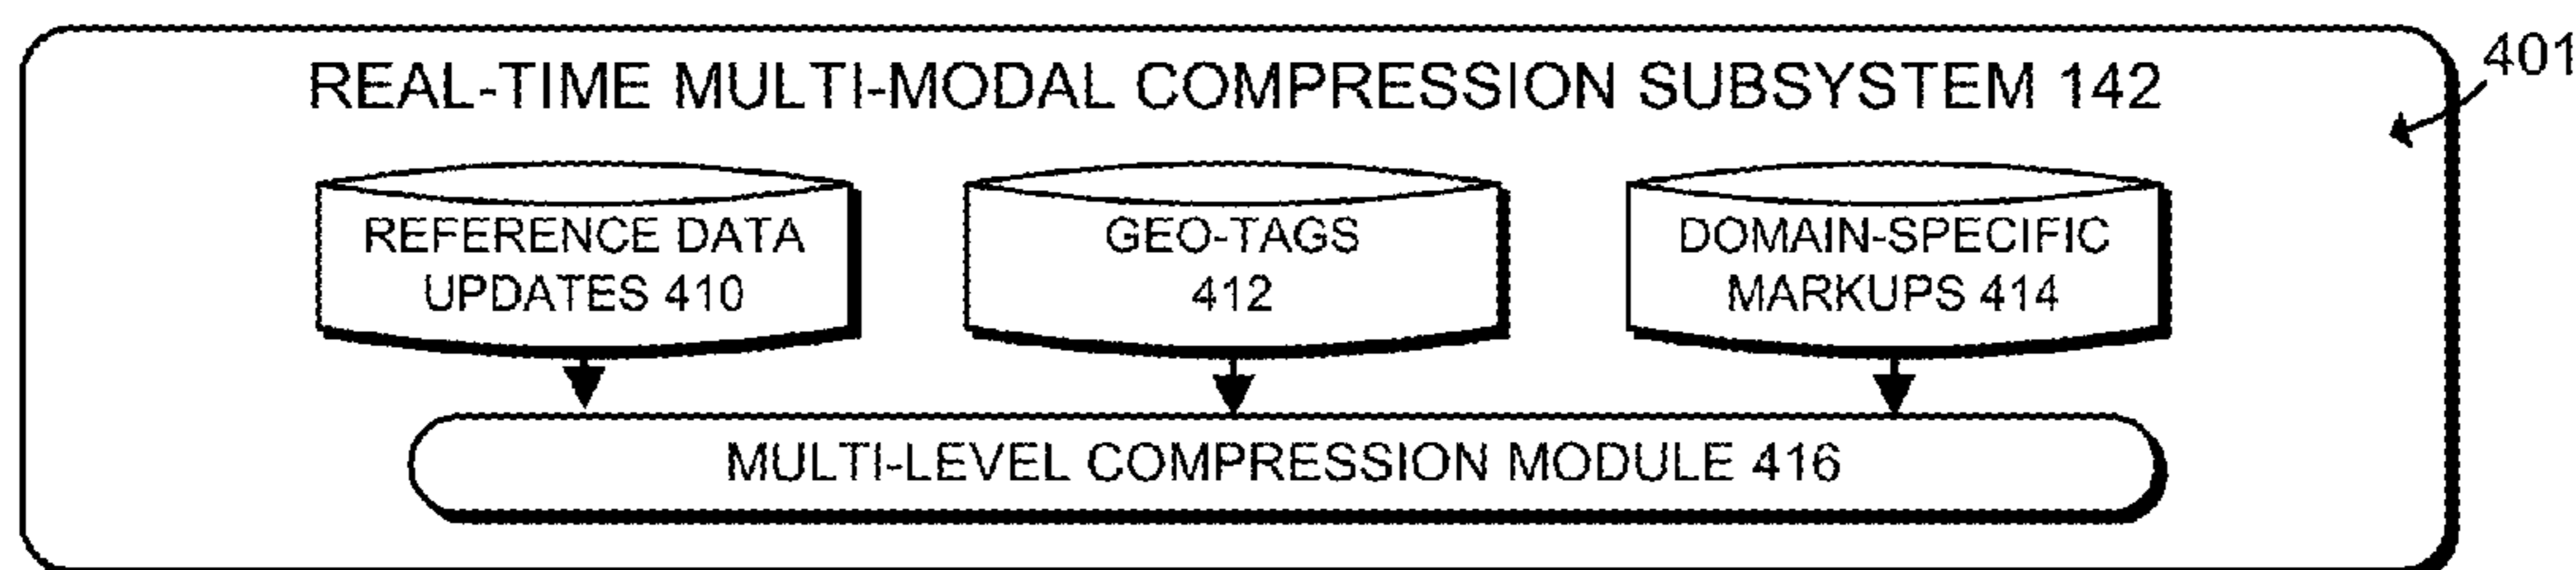 REAL-TIME MULTI-MODAL COMPRESSION SUBSYSTEM 142
401
REFERENCE DATA
UPDATES 410
GEO-TAGS
412
DOMAIN-SPECIFIC
MARKUPS 414
MULTI-LEVEL COMPRESSION MODULE 416